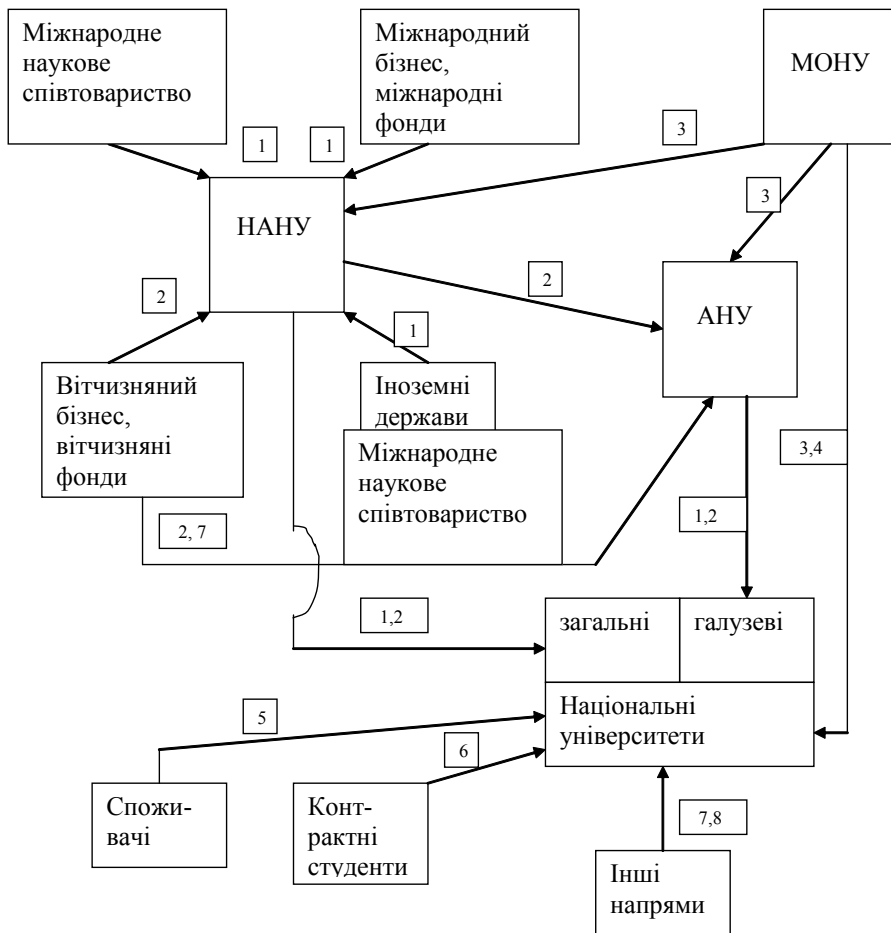 Міжнародне
наукове
співтовариство
Міжнародний
бізнес,
міжнародні
фонди
МОНУ
1
1
3
3
НАНУ
2
2
АНУ
1
Вітчизняний
бізнес,
вітчизняні
фонди
Іноземні
держави
Міжнародне
наукове
співтовариство
3,4
2, 7
1,2
1,2
загальні
галузеві
Національні
університети
5
6
Спожи-
вачі
Конт-
рактні
студенти
7,8
Інші
напрями